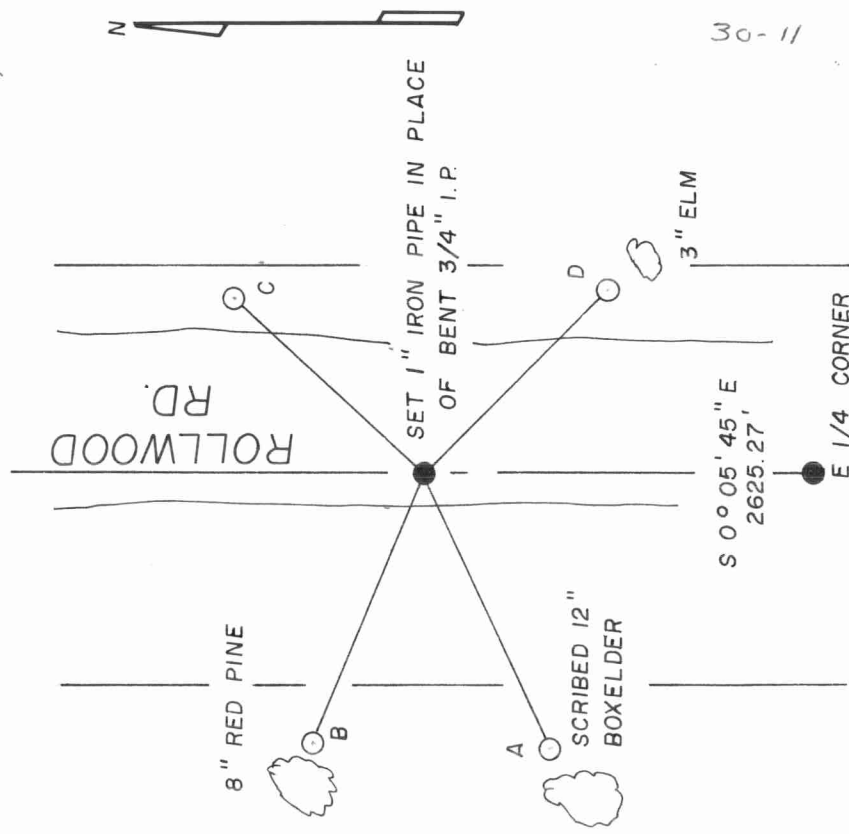 N
30-11
C
ROLLWOOD
RD.
SET 1" IRON PIPE IN PLACE
OF BENT 3/4" I.P.
8" RED PINE
B
D
3" ELM
A
SCRIBED 12"
BOXELDER
S 0° 05' 45" E
2625.27'
E 1/4 CORNER